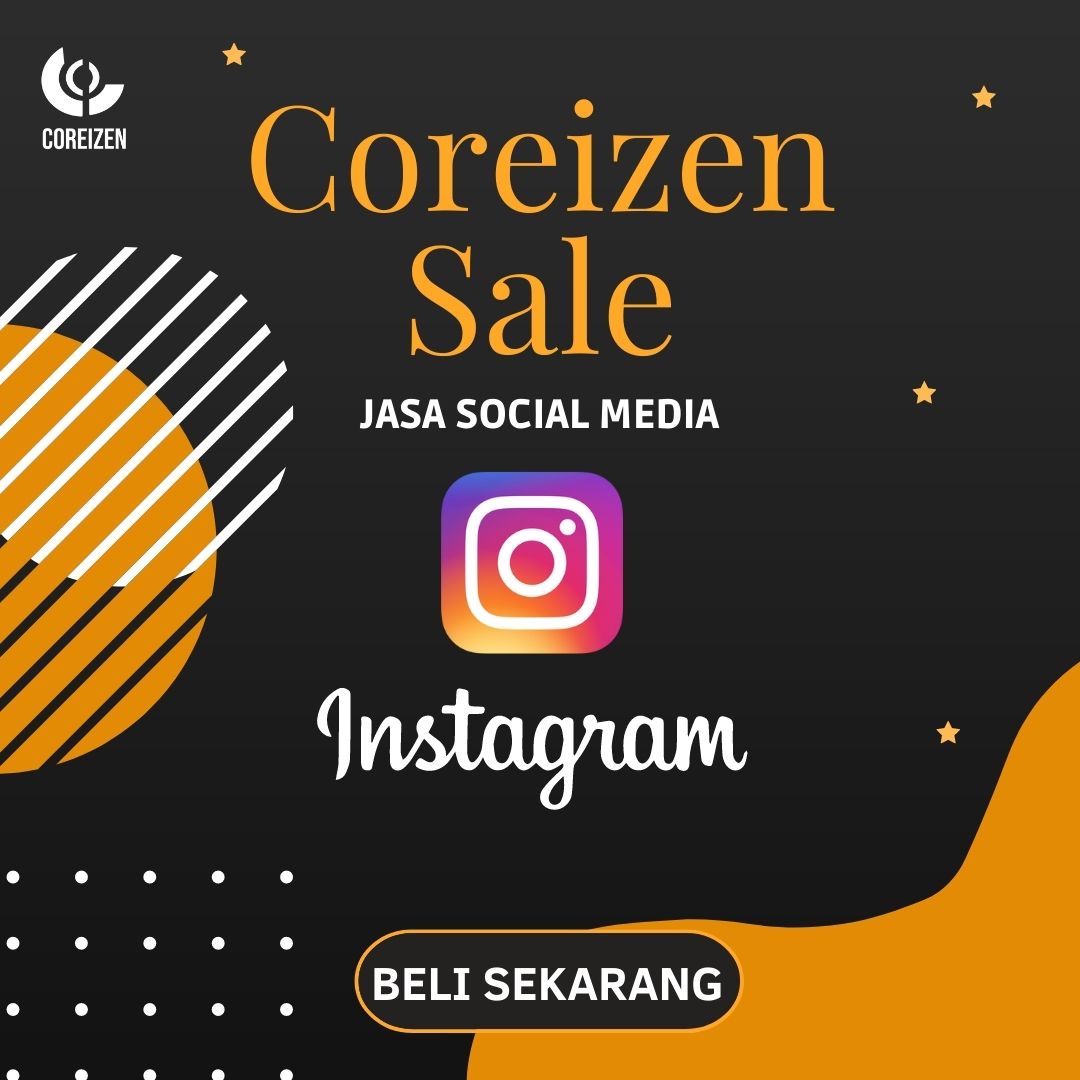 COREIZEN
Coreizen
Sale
JASA SOCIAL MEDIA
Instagram
BELI SEKARANG